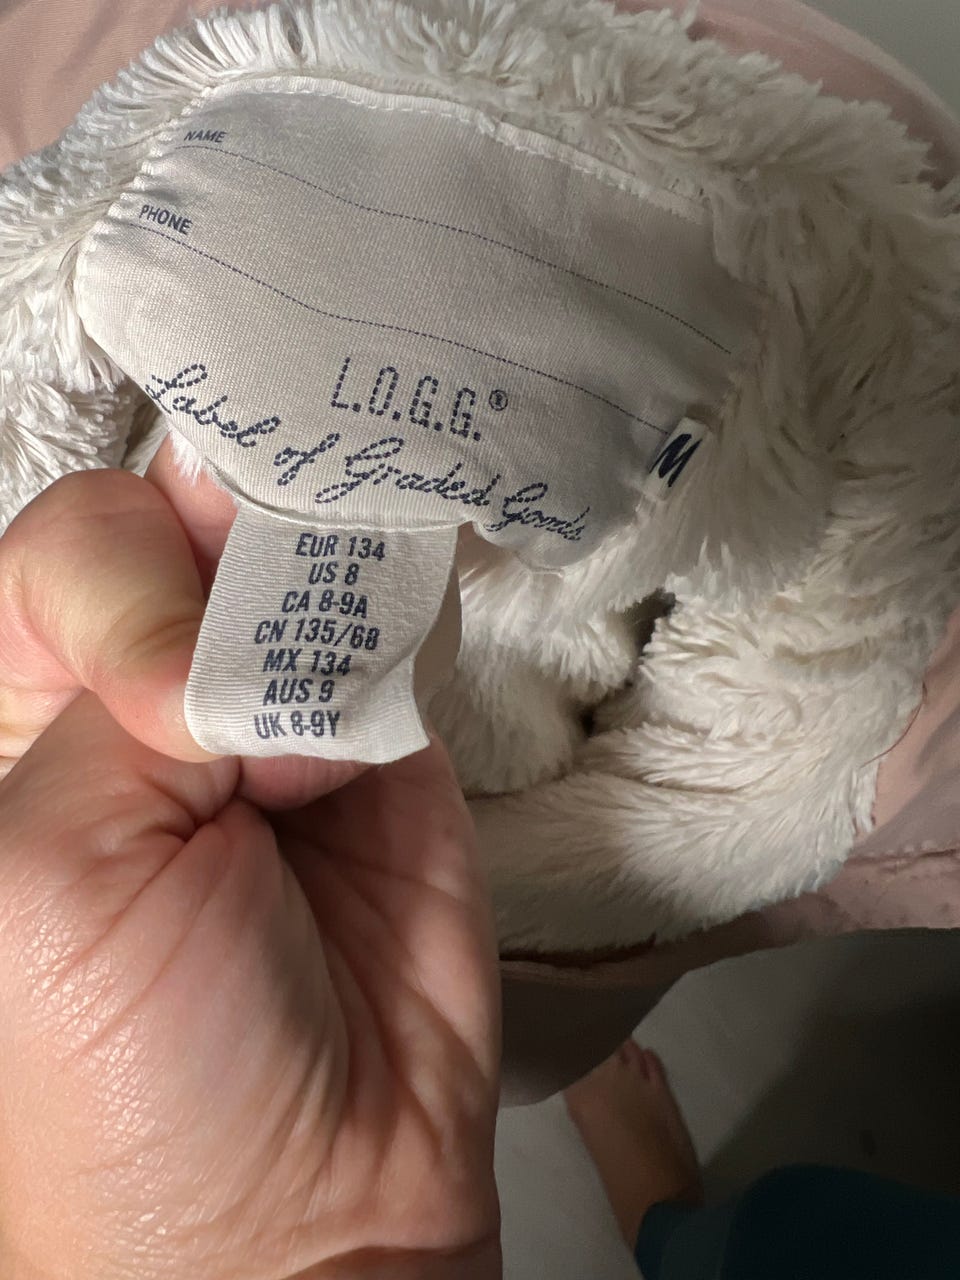 NAME
PHONE
L.O.G.G.®
Label of Graded Goods
M
EUR 134
US 8
CA 8-9A
CN 135/68
MX 134
AUS 9
UK 8-9Y